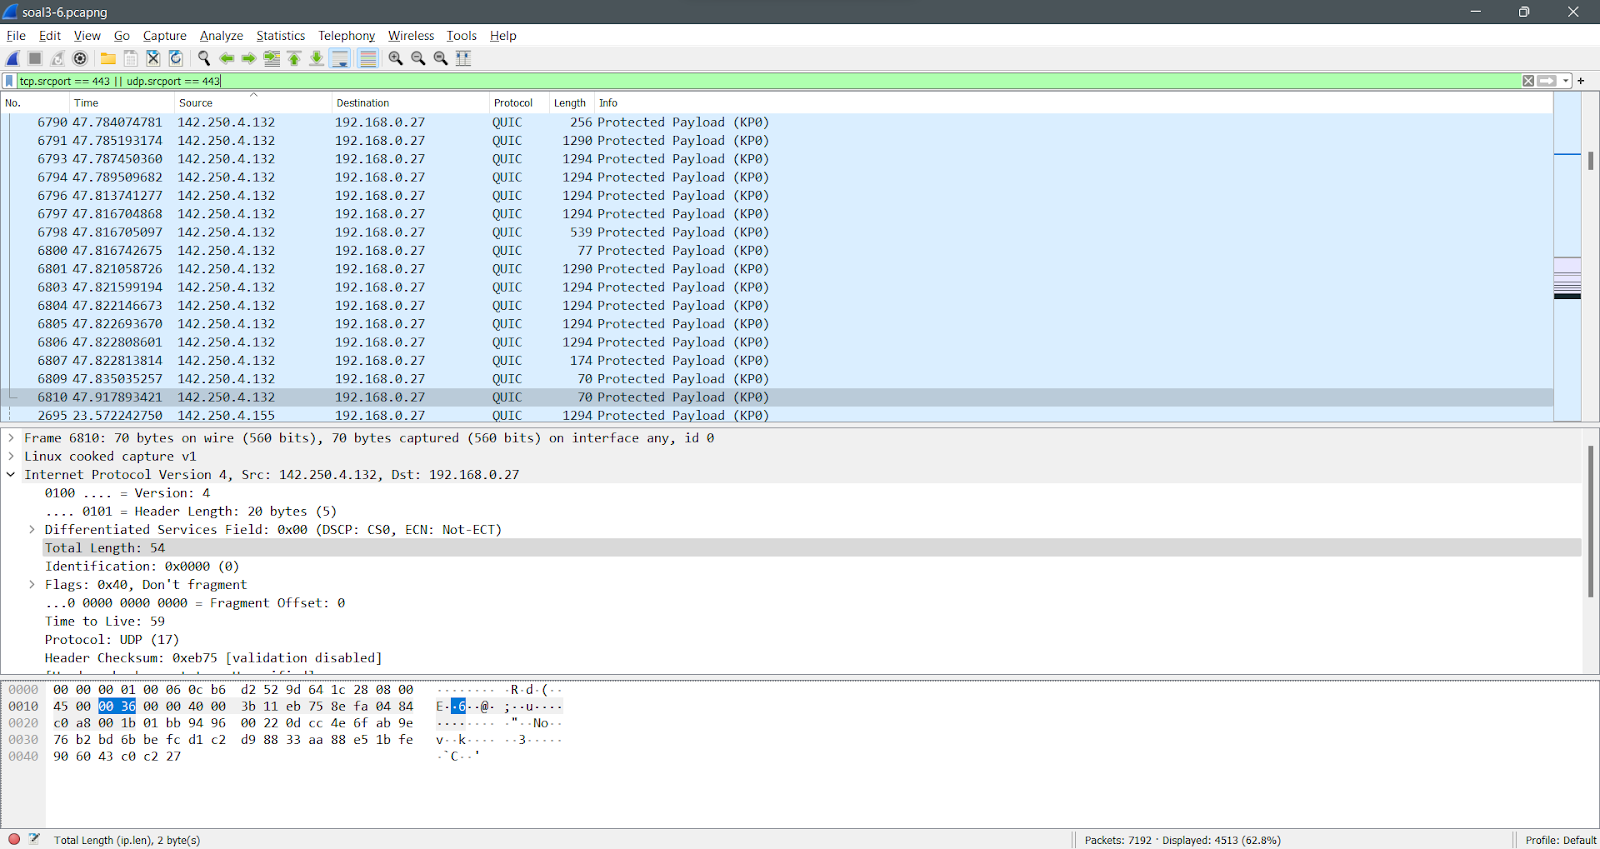 soal3-6.pcapng
File Edit View Go Capture Analyze Statistics Telephony Wireless Tools Help
tcp.srcport == 443 || udp.srcport == 443
No. Time Source Destination Protocol Length Info
6790 47.784074781 142.250.4.132 192.168.0.27 QUIC 256 Protected Payload (KP0)
6791 47.785193174 142.250.4.132 192.168.0.27 QUIC 1290 Protected Payload (KP0)
6793 47.787450360 142.250.4.132 192.168.0.27 QUIC 1294 Protected Payload (KP0)
6794 47.789509682 142.250.4.132 192.168.0.27 QUIC 1294 Protected Payload (KP0)
6796 47.813741277 142.250.4.132 192.168.0.27 QUIC 1294 Protected Payload (KP0)
6797 47.816704868 142.250.4.132 192.168.0.27 QUIC 1294 Protected Payload (KP0)
6798 47.816705097 142.250.4.132 192.168.0.27 QUIC 539 Protected Payload (KP0)
6800 47.816742675 142.250.4.132 192.168.0.27 QUIC 77 Protected Payload (KP0)
6801 47.821058726 142.250.4.132 192.168.0.27 QUIC 1290 Protected Payload (KP0)
6803 47.821599194 142.250.4.132 192.168.0.27 QUIC 1294 Protected Payload (KP0)
6804 47.822146673 142.250.4.132 192.168.0.27 QUIC 1294 Protected Payload (KP0)
6805 47.822693670 142.250.4.132 192.168.0.27 QUIC 1294 Protected Payload (KP0)
6806 47.822808601 142.250.4.132 192.168.0.27 QUIC 1294 Protected Payload (KP0)
6807 47.822813814 142.250.4.132 192.168.0.27 QUIC 174 Protected Payload (KP0)
6809 47.835035257 142.250.4.132 192.168.0.27 QUIC 70 Protected Payload (KP0)
6810 47.917893421 142.250.4.132 192.168.0.27 QUIC 70 Protected Payload (KP0)
2695 23.572242750 142.250.4.155 192.168.0.27 QUIC 1294 Protected Payload (KP0)
Frame 6810: 70 bytes on wire (560 bits), 70 bytes captured (560 bits) on interface any, id 0
Linux cooked capture v1
Internet Protocol Version 4, Src: 142.250.4.132, Dst: 192.168.0.27
0100 .... = Version: 4
.... 0101 = Header Length: 20 bytes (5)
Differentiated Services Field: 0x00 (DSCP: CS0, ECN: Not-ECT)
Total Length: 54
Identification: 0x0000 (0)
Flags: 0x40, Don't fragment
...0 0000 0000 0000 = Fragment Offset: 0
Time to Live: 59
Protocol: UDP (17)
Header Checksum: 0xeb75 [validation disabled]
0000 00 00 00 01 00 06 0c b6 d2 52 9d 64 1c 28 08 00 ········ ·R·d·(··
0010 45 00 00 36 00 00 40 00 3b 11 eb 75 8e fa 04 84 E··6··@· ;··u····
0020 c0 a8 00 1b 01 bb 94 96 00 22 0d cc 4e 6f ab 9e ········ ·"··No··
0030 76 b2 bd 6b be fc d1 c2 d9 88 33 aa 88 e5 1b fe v··k···· ··3·····
0040 90 60 43 c0 c2 27 ·`C··'
Total Length (ip.len), 2 byte(s) Packets: 7192 · Displayed: 4513 (62.8%) Profile: Default